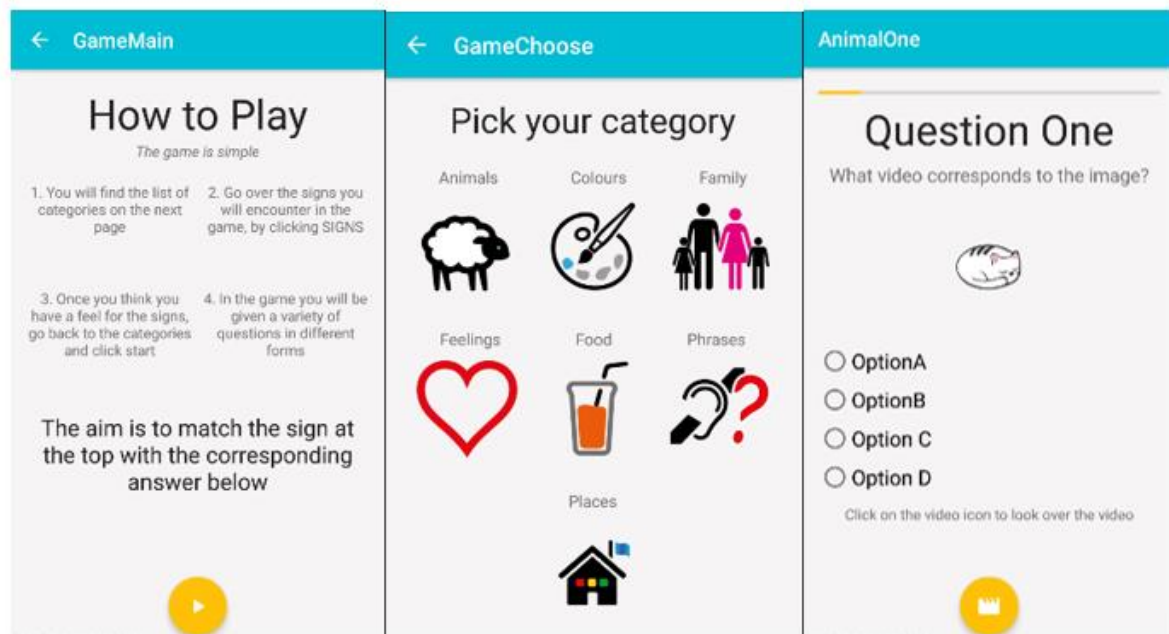 GameMain
How to Play
The game is simple
1. You will find the list of
categories on the next
page
2. Go over the signs you
will encounter in the
game, by clicking SIGNS
3. Once you think you
have a feel for the signs,
go back to the categories
and click start
4. In the game you will be
given a variety of
questions in different
forms
The aim is to match the sign at
the top with the corresponding
answer below
GameChoose
Pick your category
Animals Colours Family
Feelings Food Phrases
?
Places
AnimalOne
Question One
What video corresponds to the image?
OptionA
OptionB
Option C
Option D
Click on the video icon to look over the video